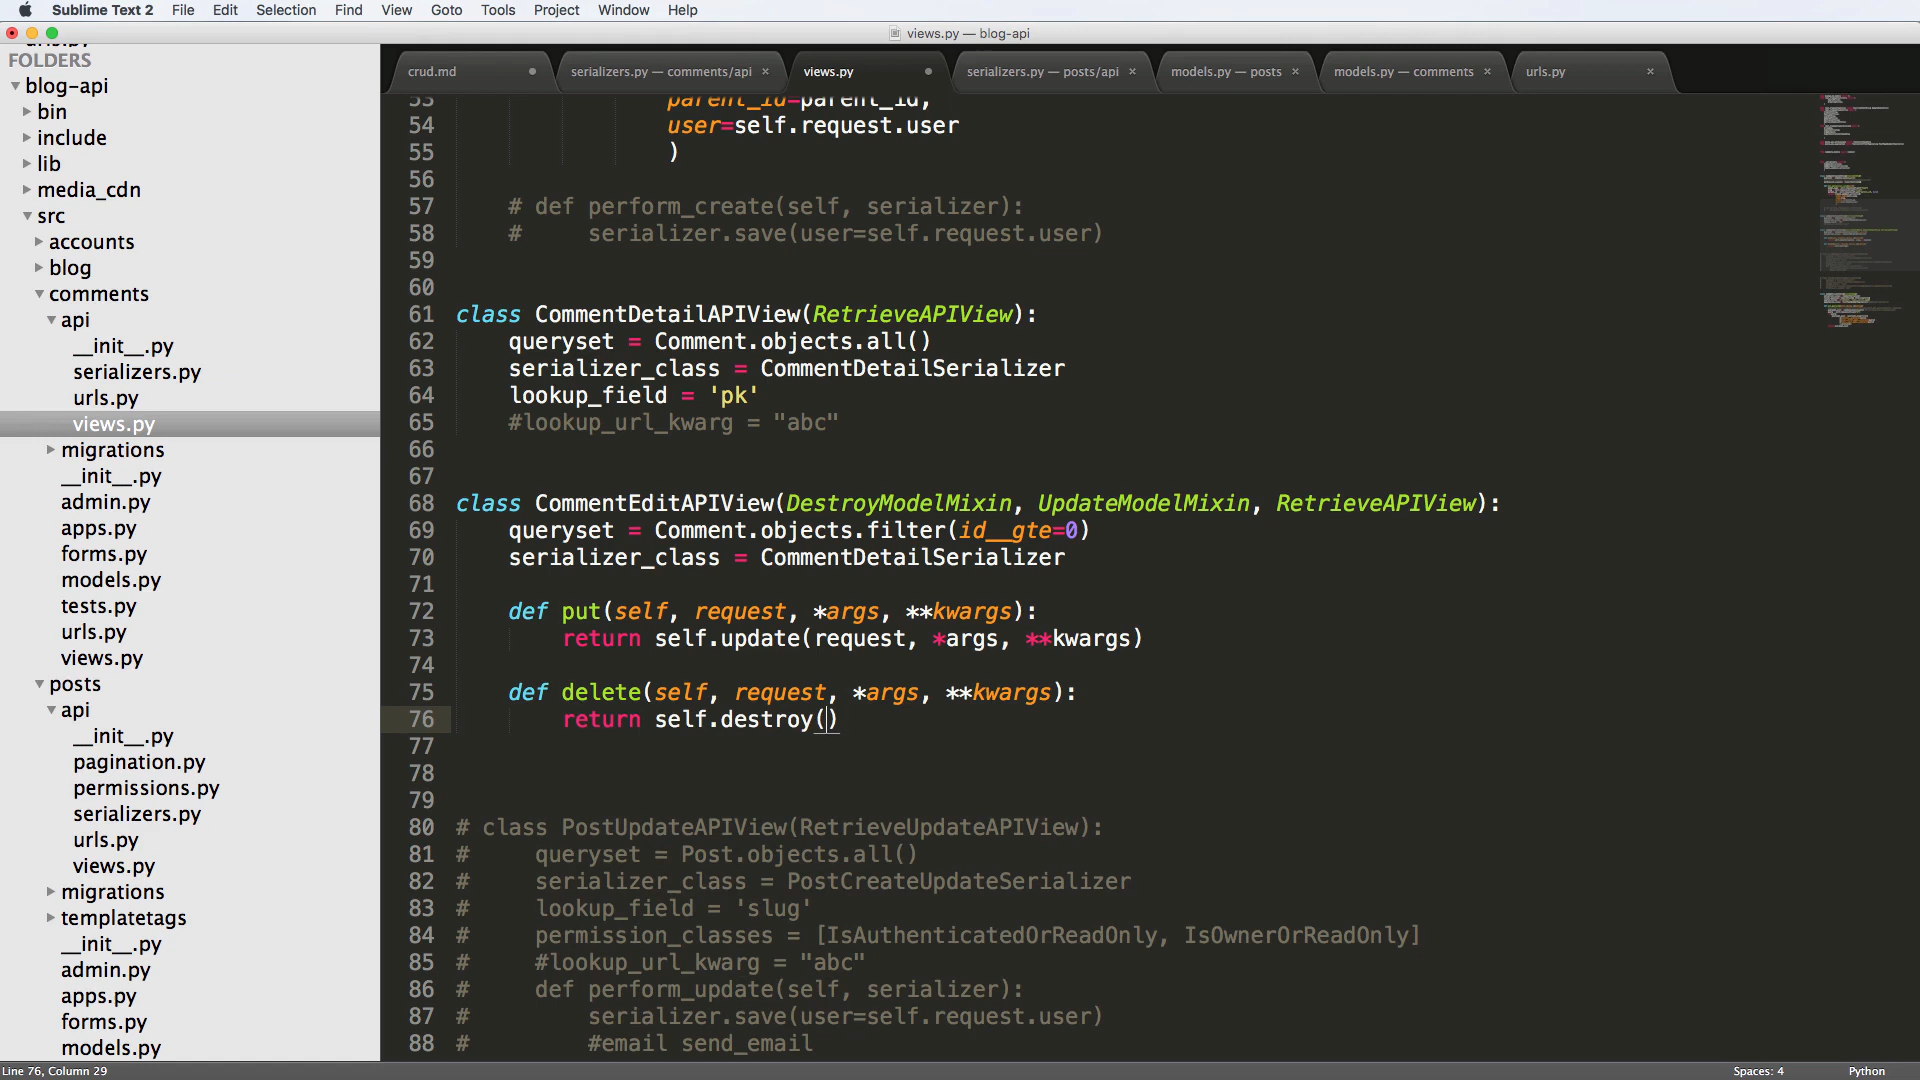 Sublime Text 2 File Edit Selection Find View Goto Tools Project Window Help
views.py — blog-api
FOLDERS
blog-api
bin
include
lib
media_cdn
src
accounts
blog
comments
api
__init__.py
serializers.py
urls.py
views.py
migrations
__init__.py
admin.py
apps.py
forms.py
models.py
tests.py
urls.py
views.py
posts
api
__init__.py
pagination.py
permissions.py
serializers.py
urls.py
views.py
migrations
templatetags
__init__.py
admin.py
apps.py
forms.py
models.py
crud.md
serializers.py — comments/api
views.py
serializers.py — posts/api
models.py — posts
models.py — comments
urls.py
53 parent_id=parent_id,
54 user=self.request.user
55 )
56
57 # def perform_create(self, serializer):
58 # serializer.save(user=self.request.user)
59
60
61 class CommentDetailAPIView(RetrieveAPIView):
62 queryset = Comment.objects.all()
63 serializer_class = CommentDetailSerializer
64 lookup_field = 'pk'
65 #lookup_url_kwarg = "abc"
66
67
68 class CommentEditAPIView(DestroyModelMixin, UpdateModelMixin, RetrieveAPIView):
69 queryset = Comment.objects.filter(id__gte=0)
70 serializer_class = CommentDetailSerializer
71
72 def put(self, request, *args, **kwargs):
73 return self.update(request, *args, **kwargs)
74
75 def delete(self, request, *args, **kwargs):
76 return self.destroy()
77
78
79
80 # class PostUpdateAPIView(RetrieveUpdateAPIView):
81 # queryset = Post.objects.all()
82 # serializer_class = PostCreateUpdateSerializer
83 # lookup_field = 'slug'
84 # permission_classes = [IsAuthenticatedOrReadOnly, IsOwnerOrReadOnly]
85 # #lookup_url_kwarg = "abc"
86 # def perform_update(self, serializer):
87 # serializer.save(user=self.request.user)
88 # #email send_email
Line 76, Column 29
Spaces: 4
Python